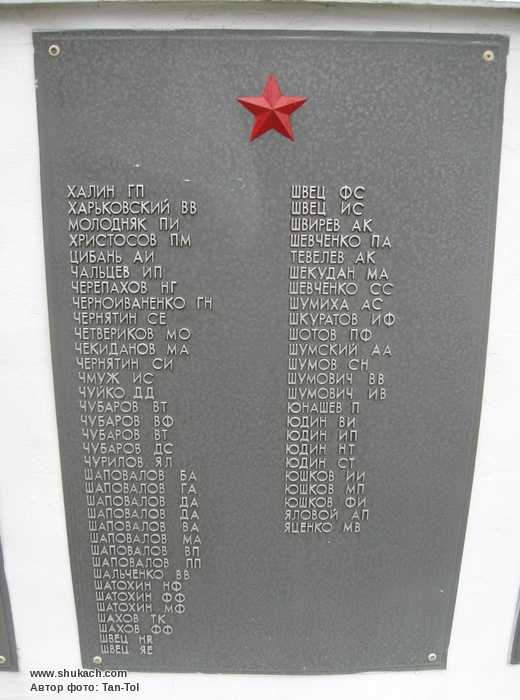 ХАЛИН ГП
ХАРЬКОВСКИЙ ВВ
МОЛОДНЯК ПИ
ХРИСТОСОВ ПМ
ЦИБАНЬ АИ
ЧАЛЬЦЕВ ИП
ЧЕРЕПАХОВ НГ
ЧЕРНОИВАНЕНКО ГН
ЧЕРНЯТИН СЕ
ЧЕТВЕРИКОВ МО
ЧЕКИДАНОВ МА
ЧЕРНЯТИН СИ
ЧМУЖ ИС
ЧУЙКО ДД
ЧУБАРОВ ВТ
ЧУБАРОВ ВФ
ЧУБАРОВ ВТ
ЧУБАРОВ ДС
ЧУРИЛОВ ЯЛ
ШАПОВАЛОВ БА
ШАПОВАЛОВ ГА
ШАПОВАЛОВ ДА
ШАПОВАЛОВ ДА
ШАПОВАЛОВ ВА
ШАПОВАЛОВ МА
ШАПОВАЛОВ ВП
ШАПОВАЛОВ ПП
ШАЛЬЧЕНКО ВВ
ШАТОХИН НФ
ШАТОХИН ФФ
ШАТОХИН МФ
ШАХОВ ТК
ШАХОВ ФФ
ШВЕЦ НЯ
ШВЕЦ ЯЕ
ШВЕЦ ФС
ШВЕЦ ИС
ШВИРЕВ АК
ШЕВЧЕНКО ПА
ТЕВЕЛЕВ АК
ШЕКУДАН МА
ШЕВЧЕНКО СС
ШУМИХА АС
ШКУРАТОВ ИФ
ШОТОВ ПФ
ШУМСКИЙ АА
ШУМОВ СН
ШУМОВИЧ ВВ
ШУМОВИЧ ИВ
ЮНАШЕВ П
ЮДИН ВИ
ЮДИН ИП
ЮДИН НТ
ЮДИН СТ
ЮШКОВ ИИ
ЮШКОВ МП
ЮШКОВ ФИ
ЯЛОВОЙ АП
ЯЦЕНКО МВ
www.shukach.com
Автор фото: Tan-Tol